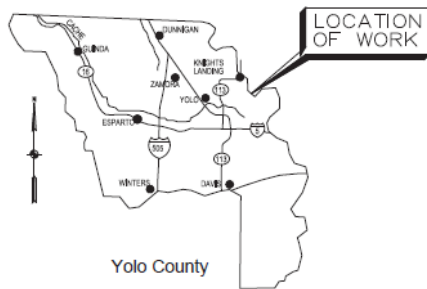 LOCATION
OF WORK
CACHE
DUNNIGAN
GUINDA
KNIGHTS
LANDING
16
ZAMORA
113
YOLO
ESPARTO
5
505
113
WINTERS
DAVIS
Yolo County